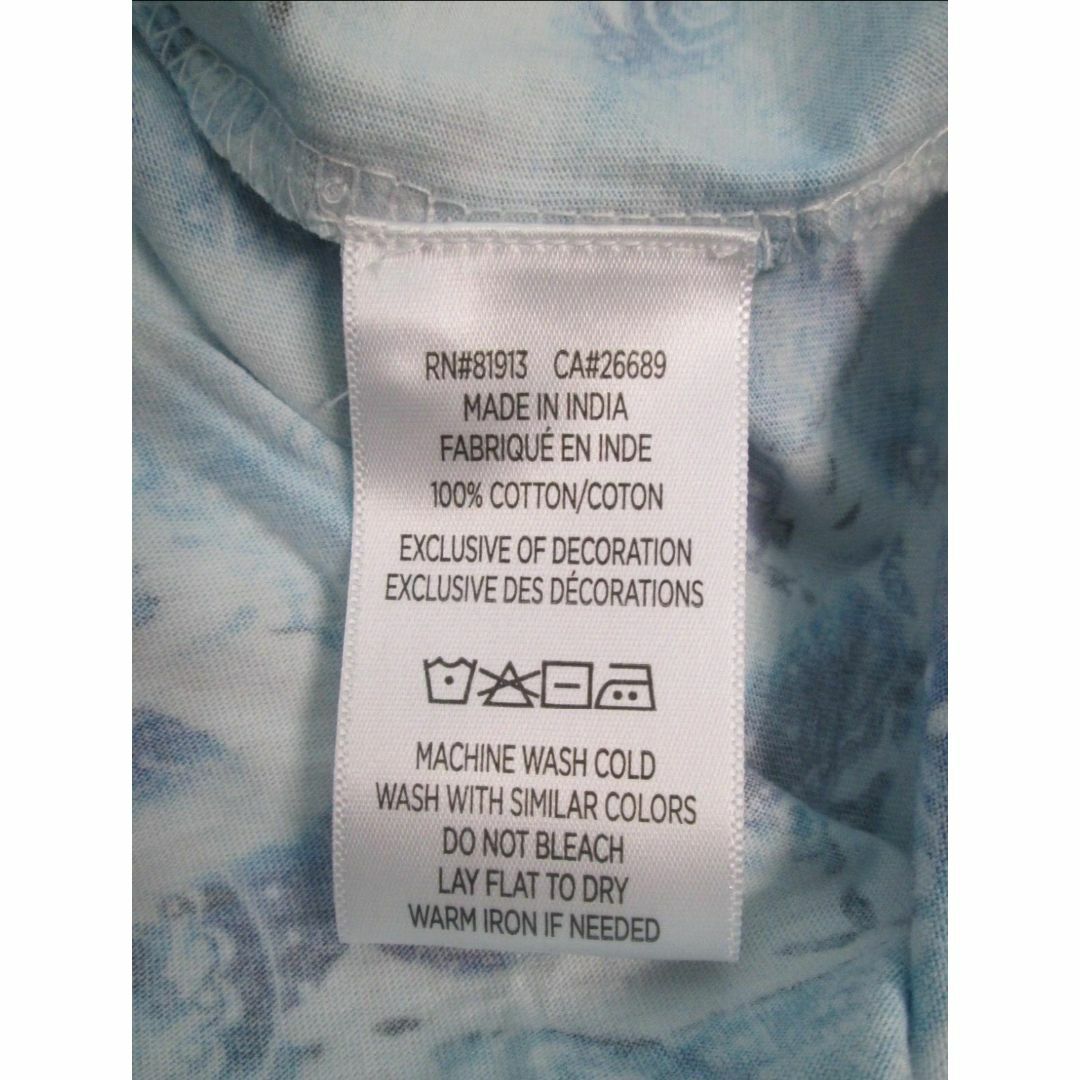 RN#81913 CA#26689
MADE IN INDIA
FABRIQUÉ EN INDE
100% COTTON/COTON
EXCLUSIVE OF DECORATION
EXCLUSIVE DES DÉCORATIONS
MACHINE WASH COLD
WASH WITH SIMILAR COLORS
DO NOT BLEACH
LAY FLAT TO DRY
WARM IRON IF NEEDED